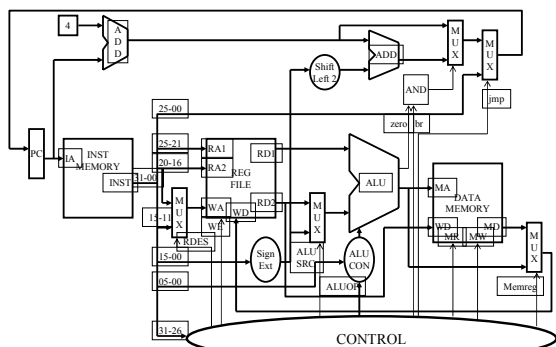 4
ADD
ADD
MUX
MUX
Shift
Left 2
AND
jmp
25-00
zero
br
PC
IA
INST
MEMORY
INST
31-00
25-21
20-16
15-11
MUX
RDES
RA1
RA2
REG
FILE
RD1
RD2
WA
WD
WE
ALU
MUX
ALU
SRC
ALU
CON
ALUOP
Sign
Ext
15-00
05-00
31-26
MA
DATA
MEMORY
WD
MD
MR
MW
MUX
Memreg
CONTROL